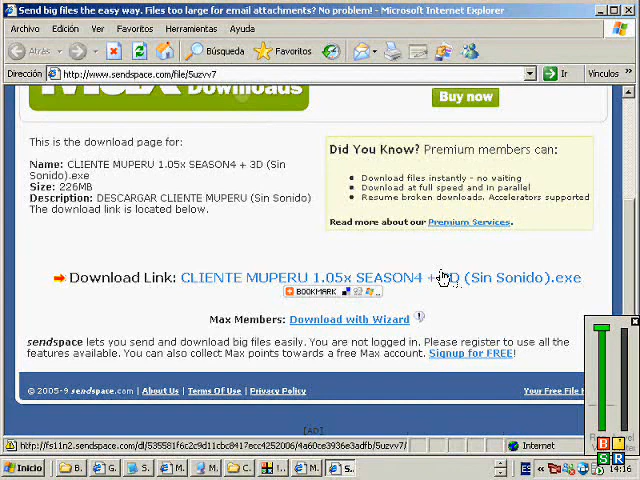 Send big files the easy way. Files too large for email attachments? No problem! - Microsoft Internet Explorer
Archivo Edición Ver Favoritos Herramientas Ayuda
Atrás Búsqueda Favoritos
Dirección http://www.sendspace.com/file/5uzvv7 Ir Vínculos »
Downloads
Buy now
This is the download page for:
Name: CLIENTE MUPERU 1.05x SEASON4 + 3D (Sin
Sonido).exe
Size: 226MB
Description: DESCARGAR CLIENTE MUPERU (Sin Sonido)
The download link is located below.
Did You Know? Premium members can:
Download files instantly - no waiting
Download at full speed and in parallel
Resume broken downloads. Accelerators supported
Read more about our Premium Services.
Download Link: CLIENTE MUPERU 1.05x SEASON4 + 3D (Sin Sonido).exe
BOOKMARK
Max Members: Download with Wizard
sendspace lets you send and download big files easily. You are not logged in. Please register to use all the
features available. You can also collect Max points towards a free Max account. Signup for FREE!
© 2005-9 sendspace.com | About Us | Terms Of Use | Privacy Policy
Your Free File
[AD]
http://fs11n2.sendspace.com/dl/535581f6c2c9d11cbc8417ecc4252006/4a60ce3936e3adfb/5uzvv7/ Internet
Inicio B. G. S. M. M. C. I.. M. S.. ES « 14:16
B
S R